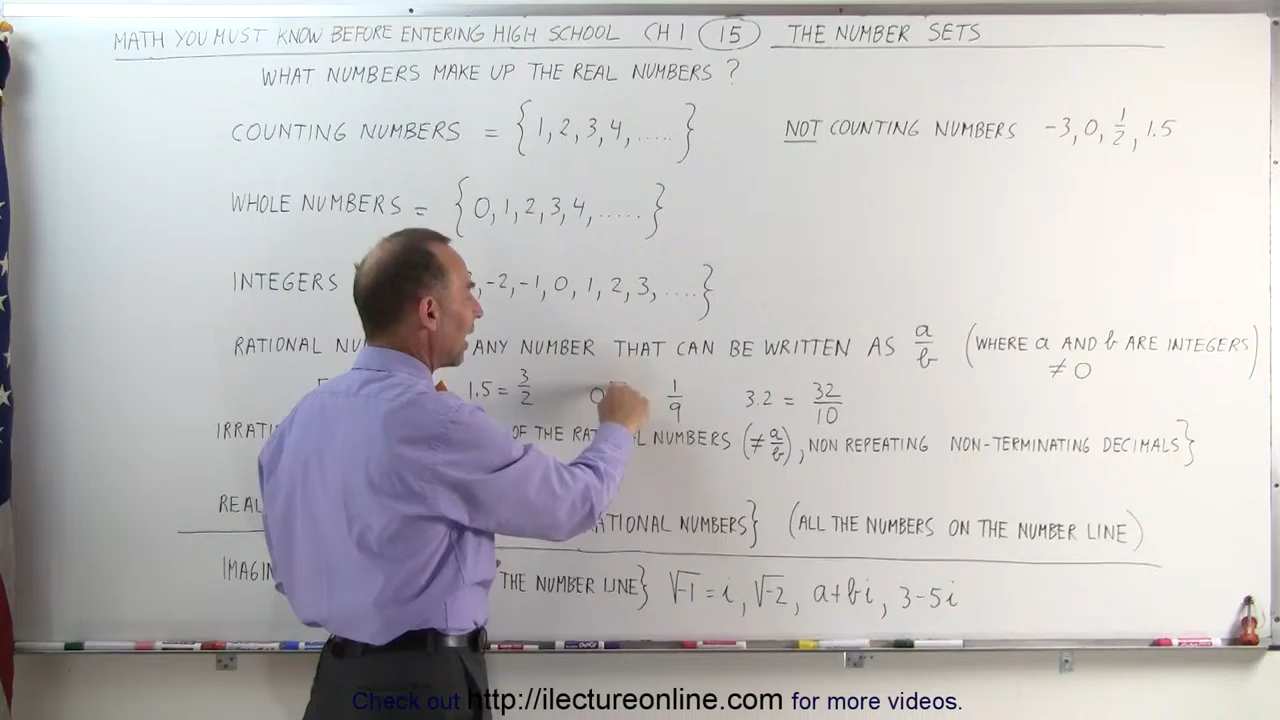 MATH YOU MUST KNOW BEFORE ENTERING HIGH SCHOOL CH 1 15 THE NUMBER SETS
WHAT NUMBERS MAKE UP THE REAL NUMBERS ?
COUNTING NUMBERS = {1, 2, 3, 4, .....} NOT COUNTING NUMBERS -3, 0, 1/2, 1.5
WHOLE NUMBERS = {0, 1, 2, 3, 4, .....}
INTEGERS , -2, -1, 0, 1, 2, 3, ....}
RATIONAL ANY NUMBER THAT CAN BE WRITTEN AS a/b (WHERE a AND b ARE INTEGERS)
≠ 0
1.5 = 3/2 1/9 3.2 = 32/10
OF THE NUMBERS (≠ a/b), NON REPEATING NON-TERMINATING DECIMALS}
REAL NUMBERS} (ALL THE NUMBERS ON THE NUMBER LINE)
THE NUMBER LINE} √-1 = i, √-2, a+bi, 3-5i
Check out http://ilectureonline.com for more videos.